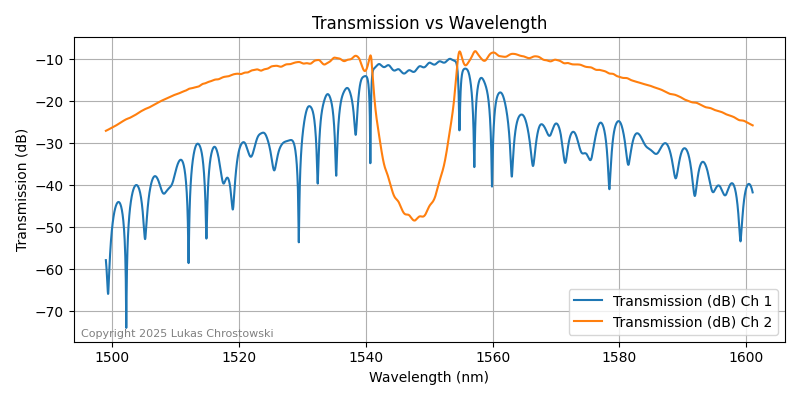 Transmission vs Wavelength
Transmission (dB)
−10
−20
−30
−40
−50
−60
−70
Transmission (dB) Ch 1
Transmission (dB) Ch 2
Copyright 2025 Lukas Chrostowski
1500 1520 1540 1560 1580 1600
Wavelength (nm)